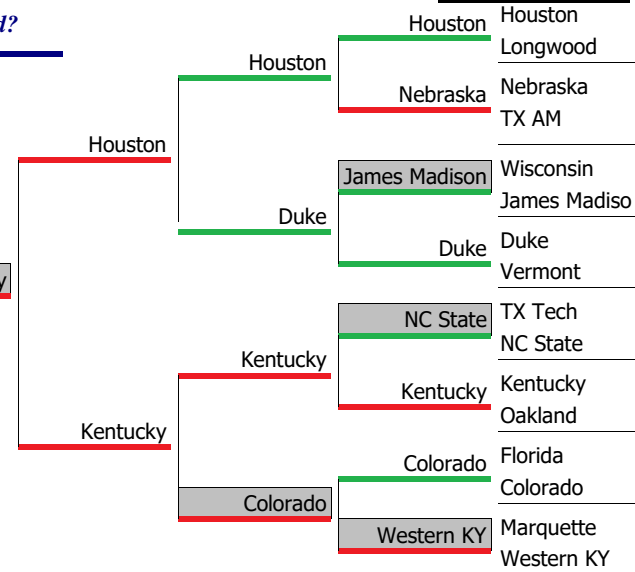 d?
Houston
Houston
Longwood
Houston
Nebraska
Nebraska
TX AM
Houston
James Madison
Wisconsin
James Madiso
Duke
Duke
Duke
Vermont
y
NC State
TX Tech
NC State
Kentucky
Kentucky
Kentucky
Oakland
Kentucky
Colorado
Florida
Colorado
Colorado
Western KY
Marquette
Western KY